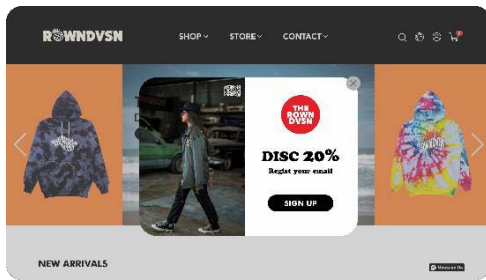 ROWNDVSN
SHOP
STORE
CONTACT
THE
ROWN
DVSN
DISC 20%
Regist your email
SIGN UP
NEW ARRIVALS